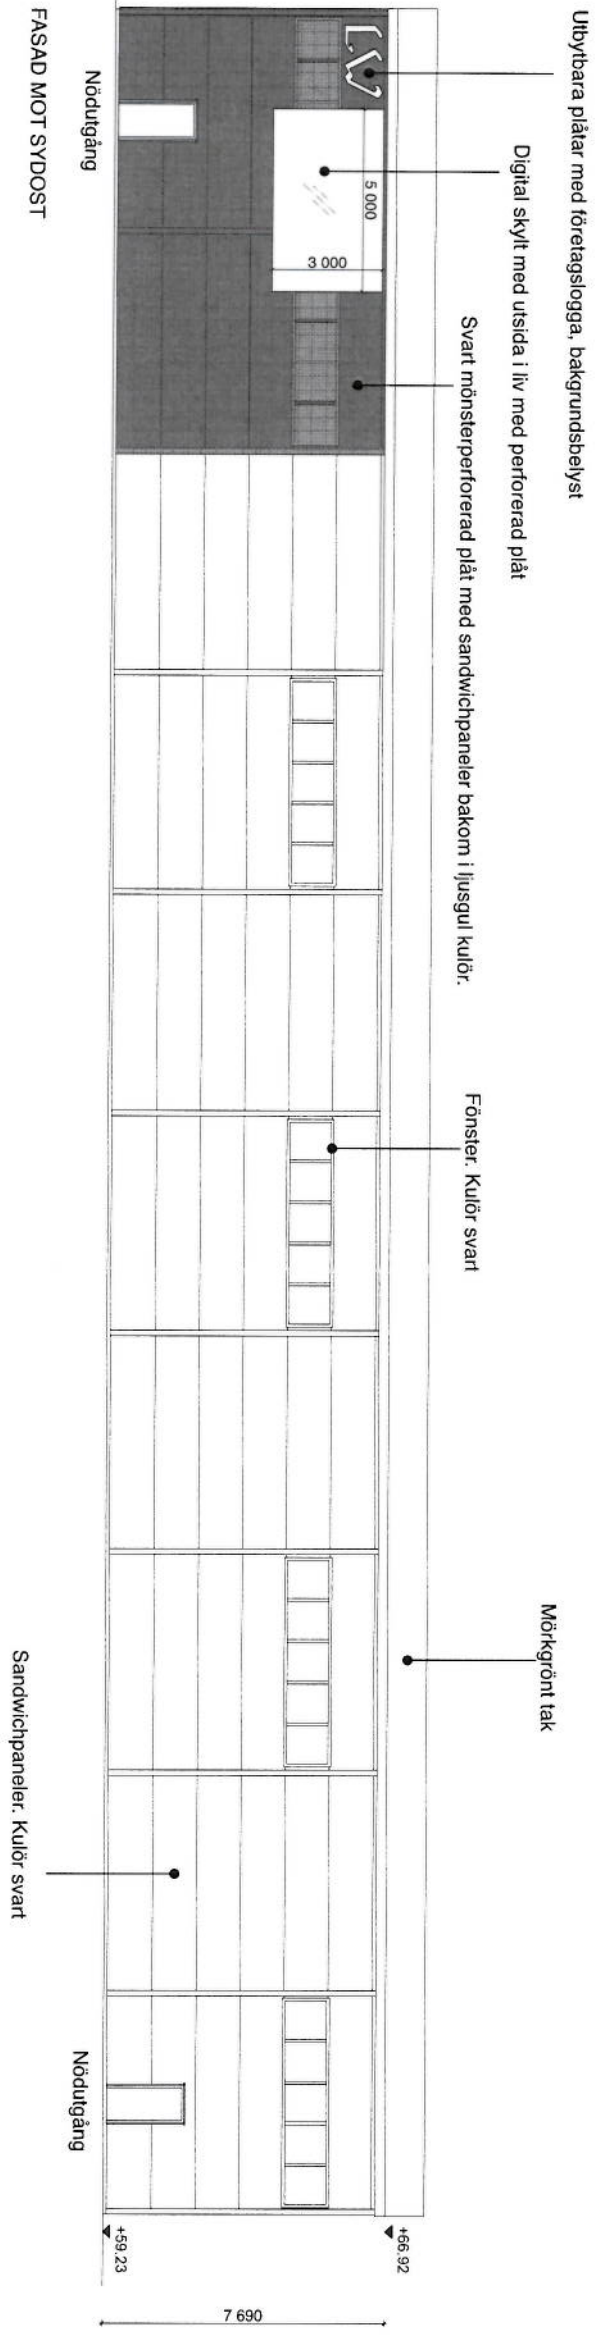 Utbytbara plåtar med företagslogga, bakgrundsbelyst
Digital skylt med utsida i liv med perforerad plåt
Svart mönsterperforerad plåt med sandwichpaneler bakom i ljusgul kulör.
Fönster. Kulör svart
Mörkgrönt tak
LW
5 000
3 000
+66.92
7 690
+59.23
Nödutgång
Sandwichpaneler. Kulör svart
Nödutgång
FASAD MOT SYDOST